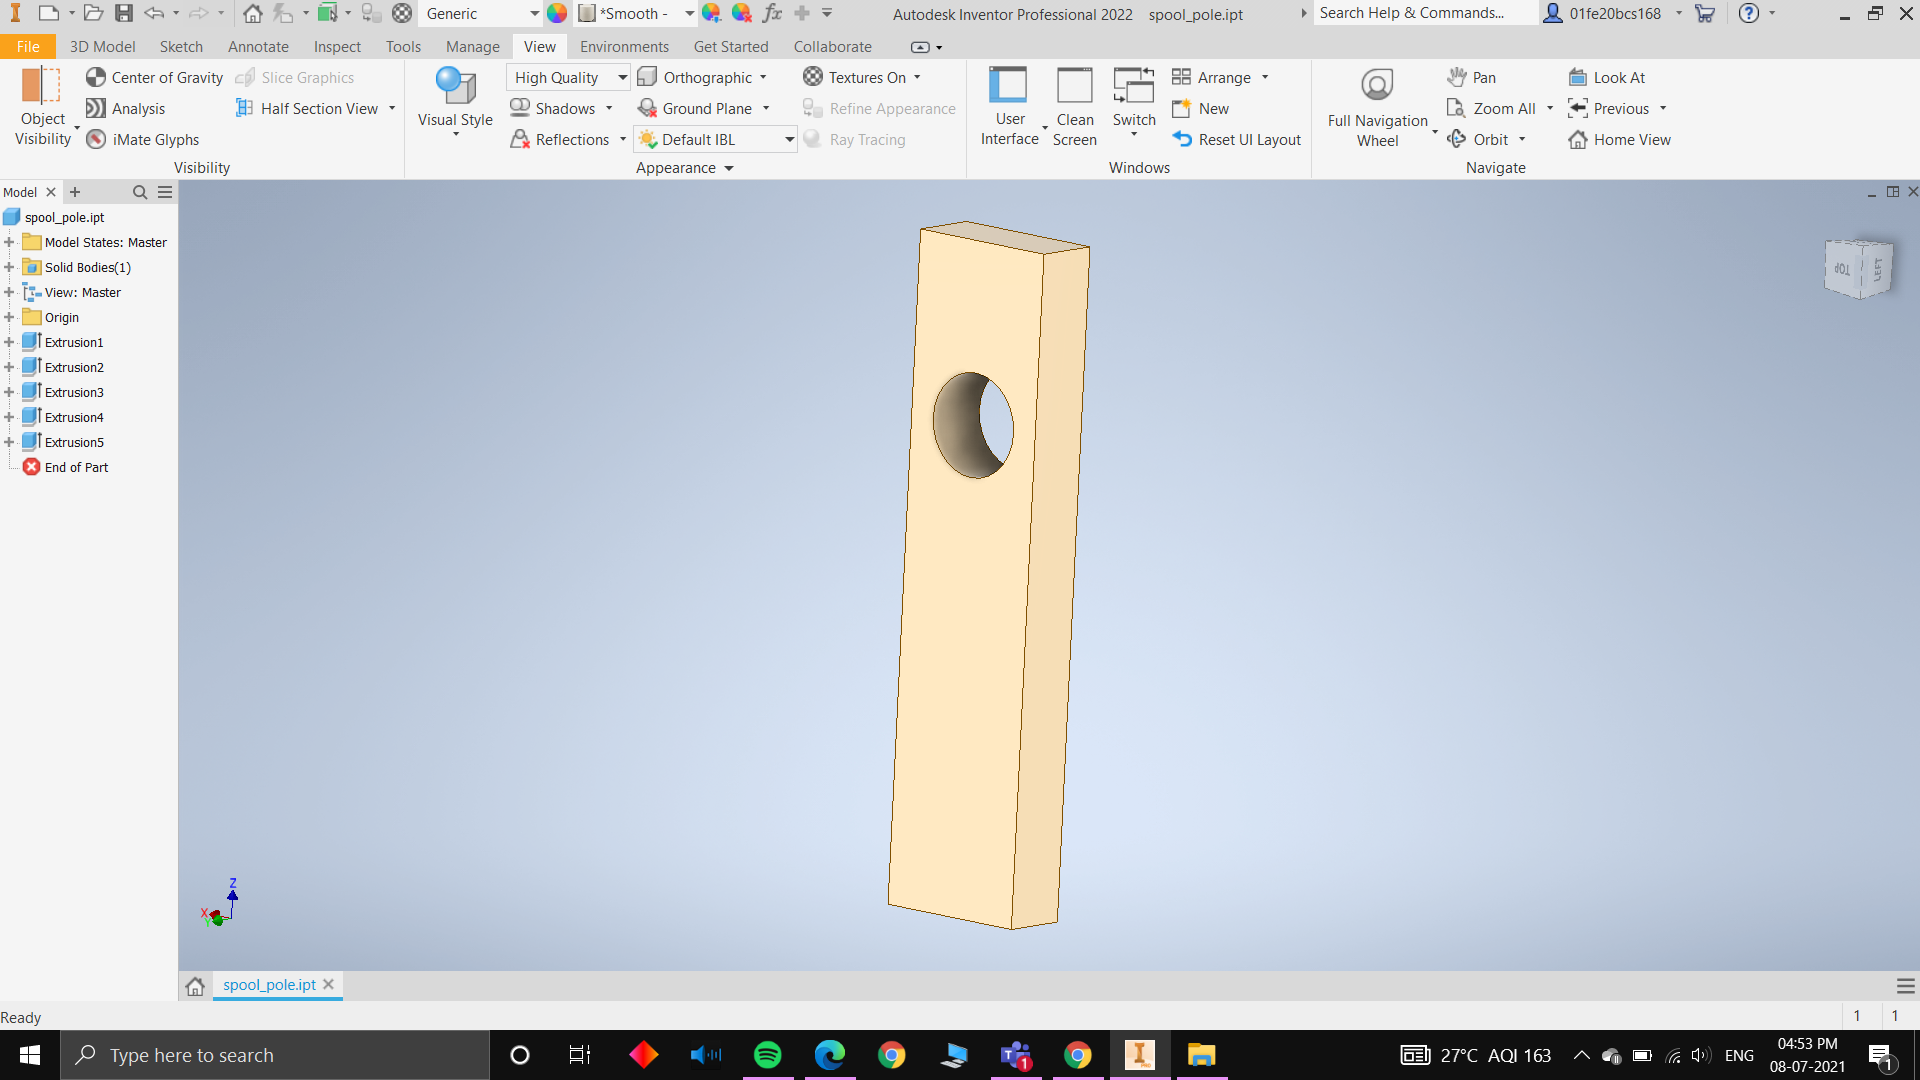 Generic
*Smooth -
Autodesk Inventor Professional 2022 spool_pole.ipt
Search Help & Commands...
01fe20bcs168
File 3D Model Sketch Annotate Inspect Tools Manage View Environments Get Started Collaborate
Object Visibility
Center of Gravity
Analysis
iMate Glyphs
Slice Graphics
Half Section View
Visibility
Visual Style
High Quality
Shadows
Reflections
Orthographic
Ground Plane
Default IBL
Textures On
Refine Appearance
Ray Tracing
Appearance
User Interface
Clean Screen
Switch
Arrange
New
Reset UI Layout
Windows
Full Navigation Wheel
Pan
Zoom All
Orbit
Look At
Previous
Home View
Navigate
Model
spool_pole.ipt
Model States: Master
Solid Bodies(1)
View: Master
Origin
Extrusion1
Extrusion2
Extrusion3
Extrusion4
Extrusion5
End of Part
TOP
LEFT
Z
X
Y
spool_pole.ipt
Ready
1 1
Type here to search
1
27°C AQI 163
ENG
04:53 PM
08-07-2021
1